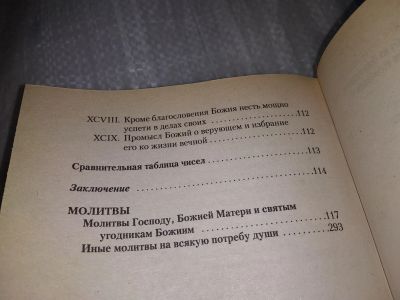 XCVIII. Кроме благословения Божия несть мощно
успети в делах своих ..................112
XCIX. Промысл Божий о верующем и избрание
его ко жизни вечной ..................112
Сравнительная таблица чисел ..................113
Заключение ..................114
МОЛИТВЫ
Молитвы Господу, Божией Матери и святым
угодникам Божиим ..................117
Иные молитвы на всякую потребу души ..........293